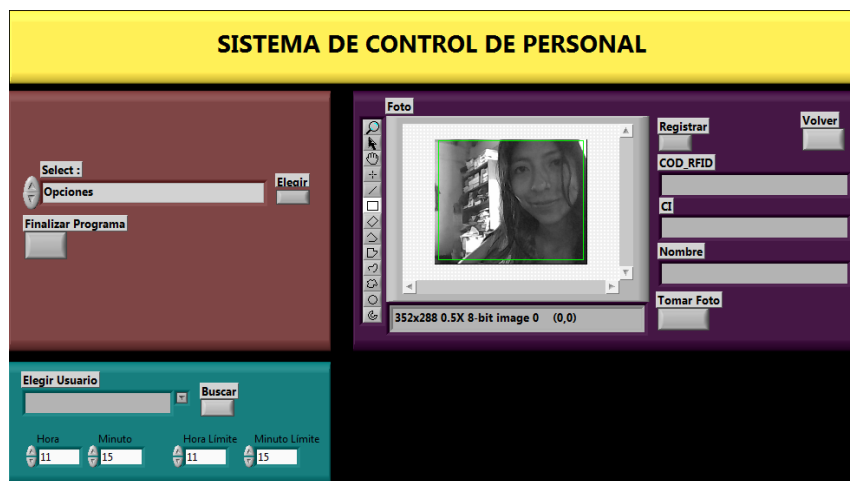 SISTEMA DE CONTROL DE PERSONAL
Select :
Opciones
Elegir
Finalizar Programa
Foto
352x288 0.5X 8-bit image 0 (0,0)
Registrar
Volver
COD_RFID
CI
Nombre
Tomar Foto
Elegir Usuario
Buscar
Hora Minuto Hora Limite Minuto Limite
11 15 11 15